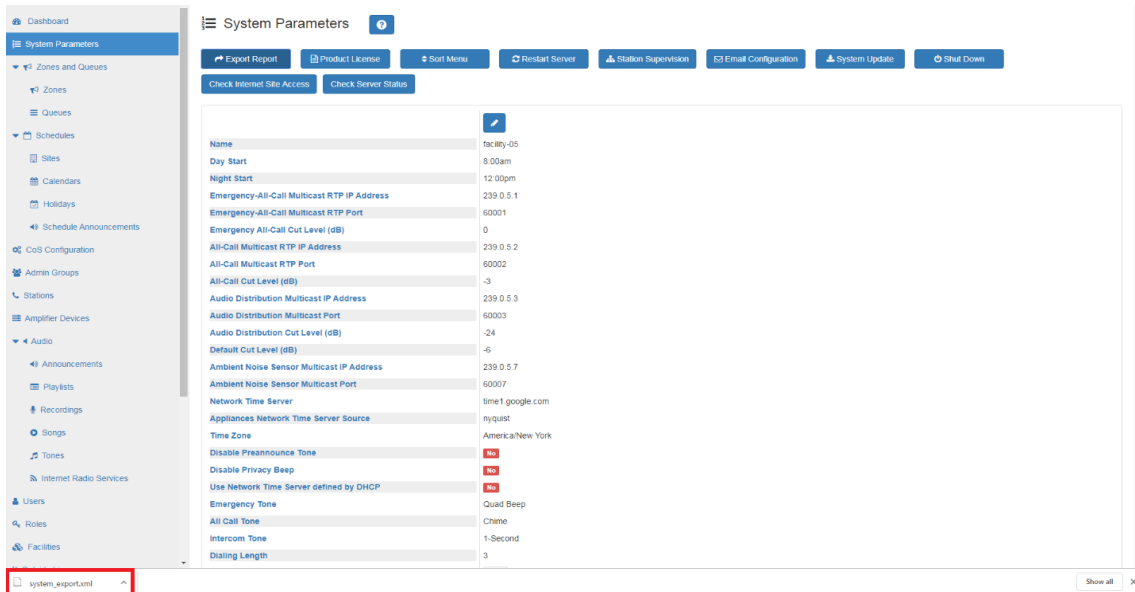 Dashboard
System Parameters
Zones and Queues
Zones
Queues
Schedules
Sites
Calendars
Holidays
Schedule Announcements
CoS Configuration
Admin Groups
Stations
Amplifier Devices
Audio
Announcements
Playlists
Recordings
Songs
Tones
Internet Radio Services
Users
Roles
Facilities
System Parameters ?
Export Report Product License Sort Menu Restart Server Station Supervision Email Configuration System Update Shut Down
Check Internet Site Access Check Server Status
Name facility-05
Day Start 8:00am
Night Start 12:00pm
Emergency-All-Call Multicast RTP IP Address 239.0.5.1
Emergency-All-Call Multicast RTP Port 60001
Emergency All-Call Cut Level (dB) 0
All-Call Multicast RTP IP Address 239.0.5.2
All-Call Multicast RTP Port 60002
All-Call Cut Level (dB) -3
Audio Distribution Multicast IP Address 239.0.5.3
Audio Distribution Multicast Port 60003
Audio Distribution Cut Level (dB) -24
Default Cut Level (dB) -6
Ambient Noise Sensor Multicast IP Address 239.0.5.7
Ambient Noise Sensor Multicast Port 60007
Network Time Server time1.google.com
Appliances Network Time Server Source nyquist
Time Zone America/New York
Disable Preannounce Tone No
Disable Privacy Beep No
Use Network Time Server defined by DHCP No
Emergency Tone Quad Beep
All Call Tone Chime
Intercom Tone 1-Second
Dialing Length 3
system_export.xml Show all